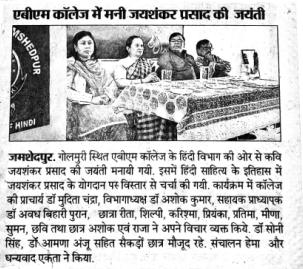 एबीएम कॉलेज में मनी जयशंकर प्रसाद की जयंती
MSHEDPUR
OF HINDI
जमशेदपुर. गोलमुरी स्थित एबीएम कॉलेज के हिंदी विभाग की ओर से कवि
जयशंकर प्रसाद की जयंती मनायी गयी. इसमें हिंदी साहित्य के इतिहास में
जयशंकर प्रसाद के योगदान पर विस्तार से चर्चा की गयी. कार्यक्रम में कॉलेज
की प्राचार्य डॉ मुदिता चंद्रा, विभागाध्यक्ष डॉ अशोक कुमार, सहायक प्राध्यापक
डॉ अवध बिहारी पुरान, छात्रा रीता, शिल्पी, करिश्मा, प्रियंका, प्रतिमा, मीणा,
सुमन, छवि तथा छात्र अशोक एवं राजा ने अपने विचार व्यक्त किये. डॉ सोनी
सिंह, डॉ आमणा अंजू सहित सैकड़ों छात्र मौजूद रहे. संचालन हेमा और
धन्यवाद एकता ने किया.